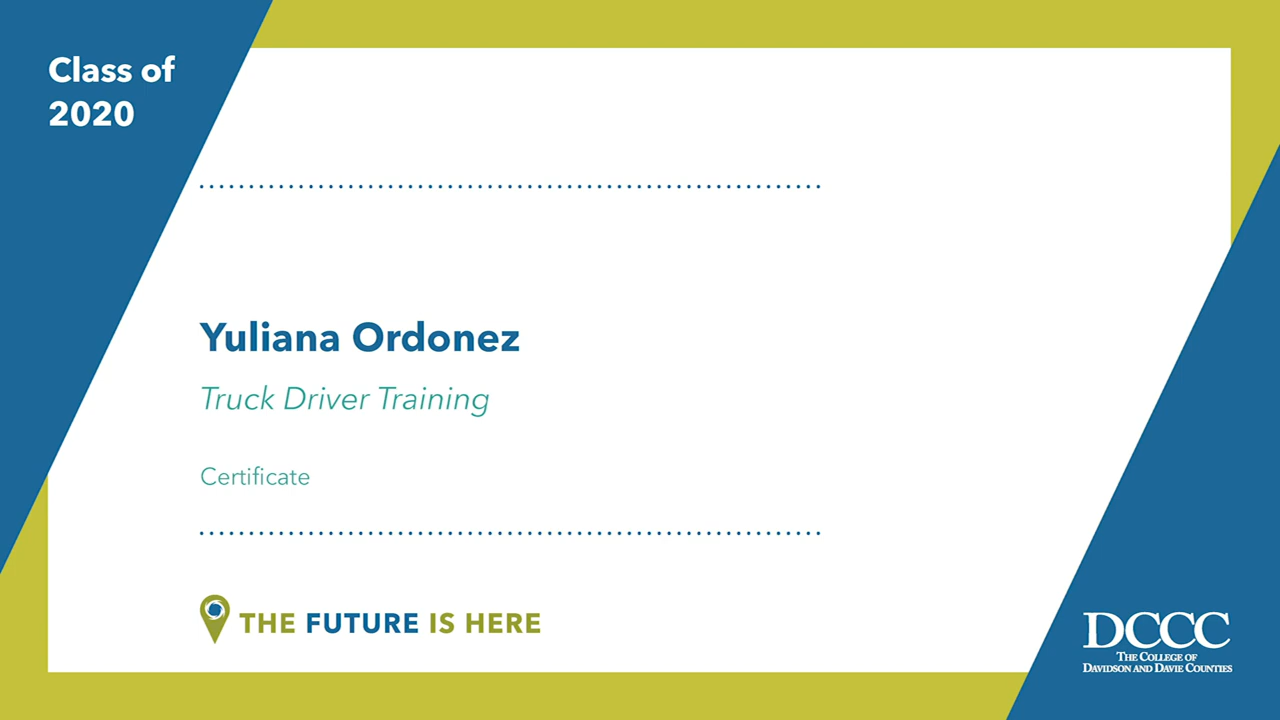 Class of
2020
Yuliana Ordonez
Truck Driver Training
Certificate
THE FUTURE IS HERE
DCCC
THE COLLEGE OF
DAVIDSON AND DAVIE COUNTIES